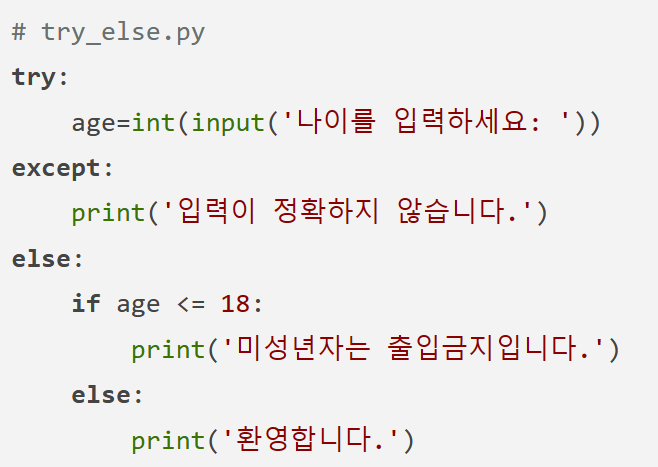 # try_else.py
try:
    age=int(input('나이를 입력하세요: '))
except:
    print('입력이 정확하지 않습니다.')
else:
    if age <= 18:
        print('미성년자는 출입금지입니다.')
    else:
        print('환영합니다.')